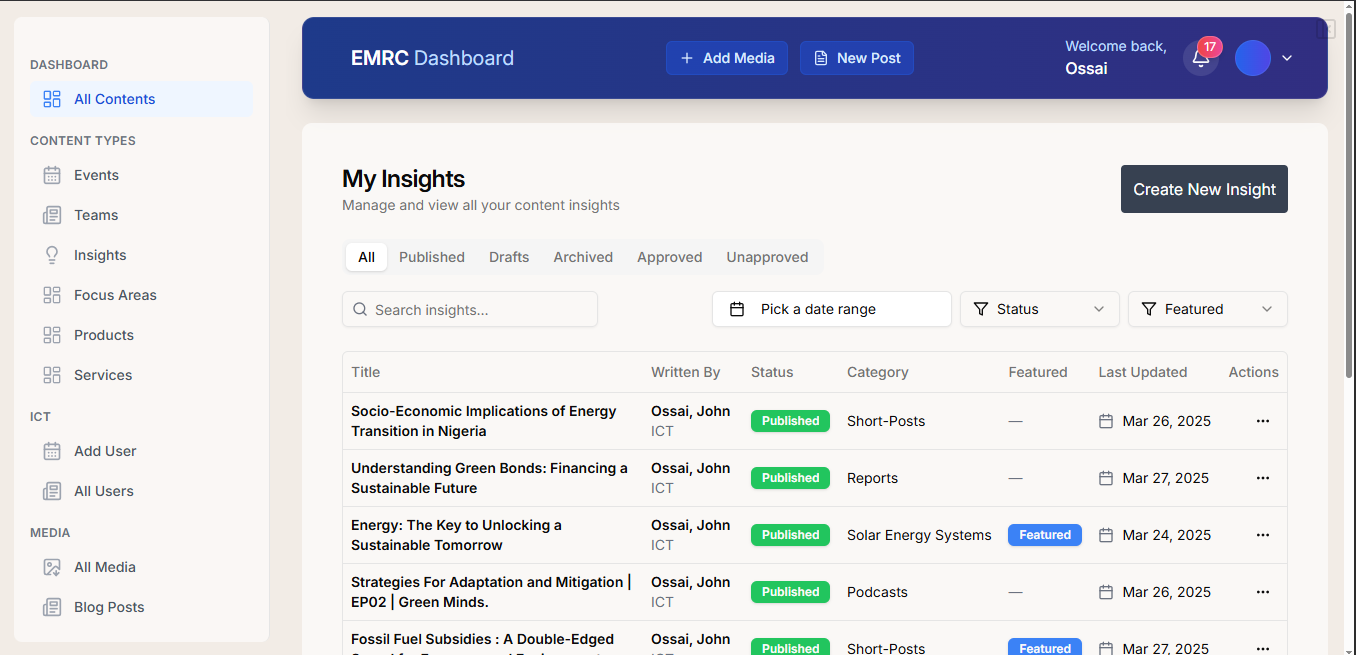 DASHBOARD
All Contents
CONTENT TYPES
Events
Teams
Insights
Focus Areas
Products
Services
ICT
Add User
All Users
MEDIA
All Media
Blog Posts
EMRC Dashboard
Add Media
New Post
Welcome back,
Ossai
17
My Insights
Manage and view all your content insights
Create New Insight
All Published Drafts Archived Approved Unapproved
Search insights...
Pick a date range
Status
Featured
Title Written By Status Category Featured Last Updated Actions
Socio-Economic Implications of Energy
Transition in Nigeria
Ossai, John
ICT
Published
Short-Posts
—
Mar 26, 2025
Understanding Green Bonds: Financing a
Sustainable Future
Ossai, John
ICT
Published
Reports
—
Mar 27, 2025
Energy: The Key to Unlocking a
Sustainable Tomorrow
Ossai, John
ICT
Published
Solar Energy Systems
Featured
Mar 24, 2025
Strategies For Adaptation and Mitigation |
EP02 | Green Minds.
Ossai, John
ICT
Published
Podcasts
—
Mar 26, 2025
Fossil Fuel Subsidies : A Double-Edged
Ossai, John
Published
Short-Posts
Featured
Mar 27, 2025